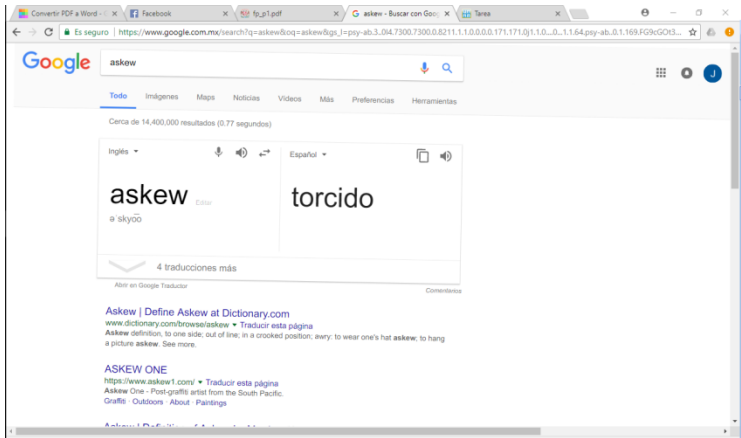 Convertir PDF a Word -
Facebook
fp_p1.pdf
G askew - Buscar con Goog
Tarea
Es seguro | https://www.google.com.mx/search?q=askew&oq=askew&gs_l=psy-ab.3..0l4.7300.7300.0.8211.1.1.0.0.0.0.171.171.0j1.1.0....0...1.1.64.psy-ab..0.1.169.FG9cGOt3...
Google
askew
J
Todo Imágenes Maps Noticias Vídeos Más Preferencias Herramientas
Cerca de 14,400,000 resultados (0.77 segundos)
Inglés
Español
askew Editar
torcido
əˈskyo͞o
4 traducciones más
Abrir en Google Traductor
Comentarios
Askew | Define Askew at Dictionary.com
www.dictionary.com/browse/askew ▾ Traducir esta página
Askew definition, to one side; out of line; in a crooked position; awry: to wear one's hat askew; to hang
a picture askew. See more.
ASKEW ONE
https://www.askew1.com/ ▾ Traducir esta página
Askew One - Post-graffiti artist from the South Pacific.
Graffiti · Outdoors · About · Paintings